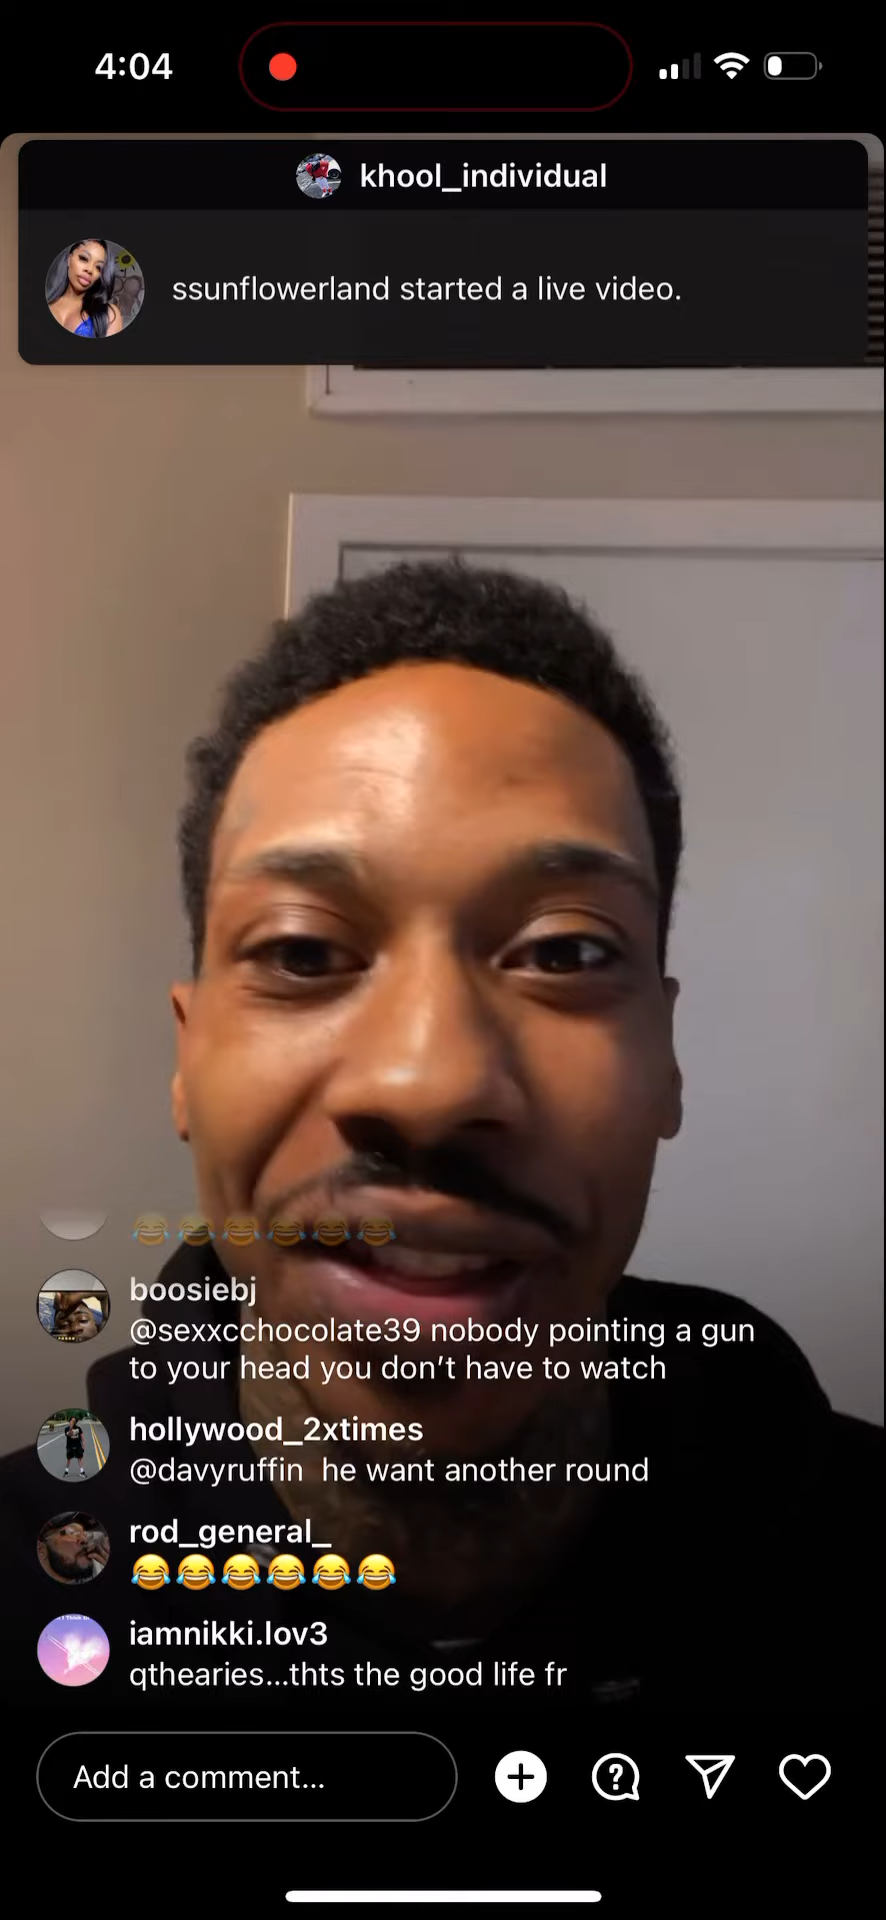 4:04
khool_individual
ssunflowerland started a live video.
😂😂😂😂😂😂
boosiebj
@sexxcchocolate39 nobody pointing a gun
to your head you don’t have to watch
hollywood_2xtimes
@davyruffin  he want another round
rod_general_
😂😂😂😂😂😂
iamnikki.lov3
qthearies...thts the good life fr
Add a comment...